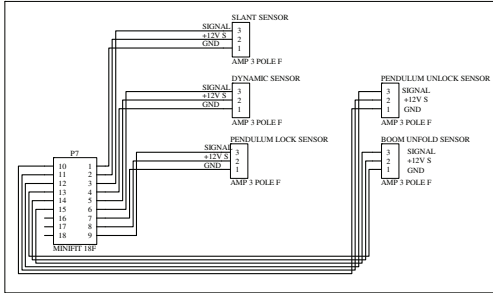 SLANT SENSOR
SIGNAL 3
+12V S 2
GND 1
AMP 3 POLE F
DYNAMIC SENSOR
SIGNAL 3
+12V S 2
GND 1
AMP 3 POLE F
PENDULUM UNLOCK SENSOR
3 SIGNAL
2 +12V S
1 GND
AMP 3 POLE F
PENDULUM LOCK SENSOR
SIGNAL 3
+12V S 2
GND 1
AMP 3 POLE F
BOOM UNFOLD SENSOR
3 SIGNAL
2 +12V S
1 GND
AMP 3 POLE F
P7
10 1
11 2
12 3
13 4
14 5
15 6
16 7
17 8
18 9
MINIFIT 18F